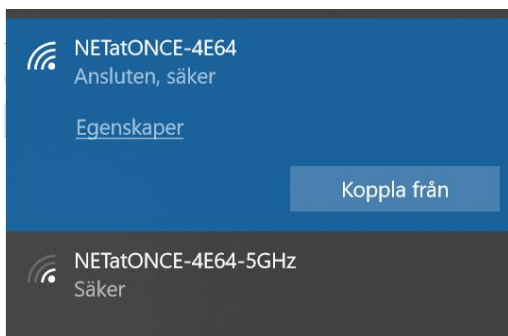 NETatONCE-4E64
Ansluten, säker
Egenskaper
Koppla från
NETatONCE-4E64-5GHz
Säker